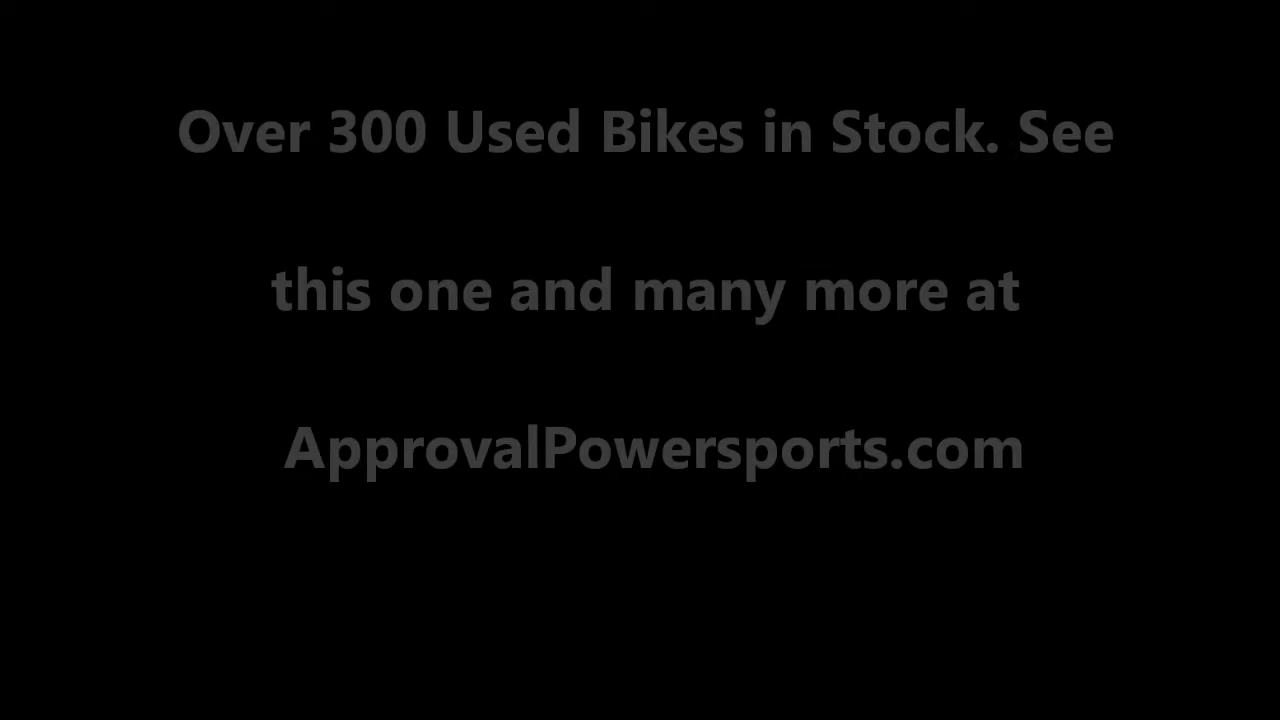 Over 300 Used Bikes in Stock. See
this one and many more at
ApprovalPowersports.com